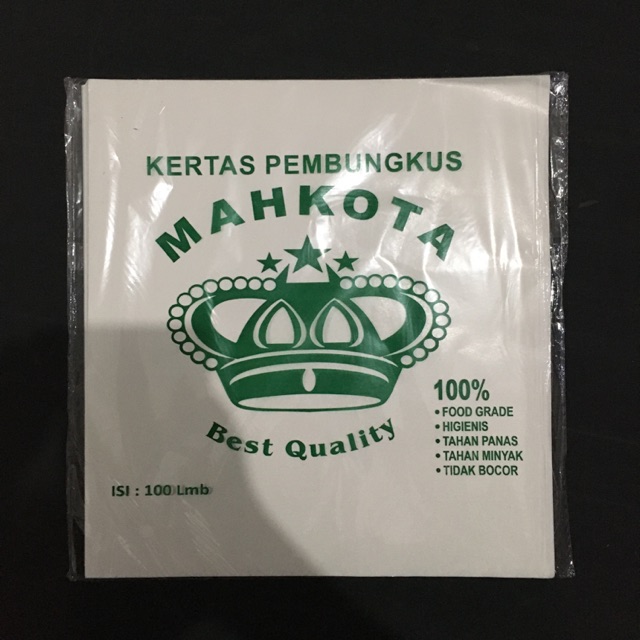 KERTAS PEMBUNGKUS
MAHKOTA
Best Quality
100%
• FOOD GRADE
• HIGIENIS
• TAHAN PANAS
• TAHAN MINYAK
• TIDAK BOCOR
ISI : 100 Lmb